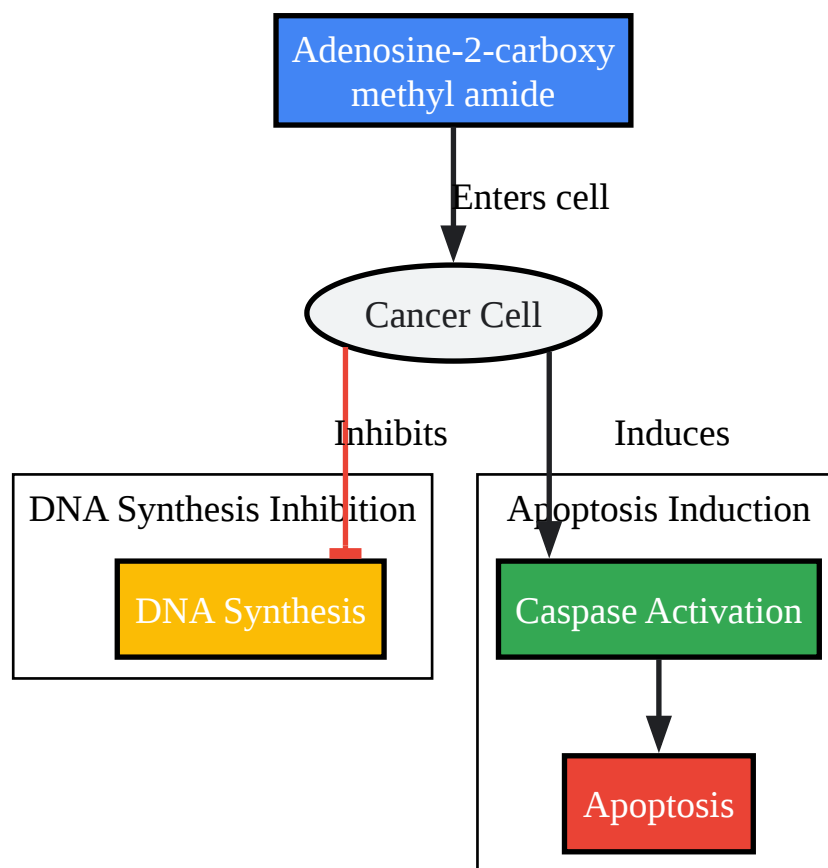 Adenosine-2-carboxy
methyl amide
Enters cell
Cancer Cell
Inhibits
Induces
DNA Synthesis Inhibition
Apoptosis Induction
DNA Synthesis
Caspase Activation
Apoptosis